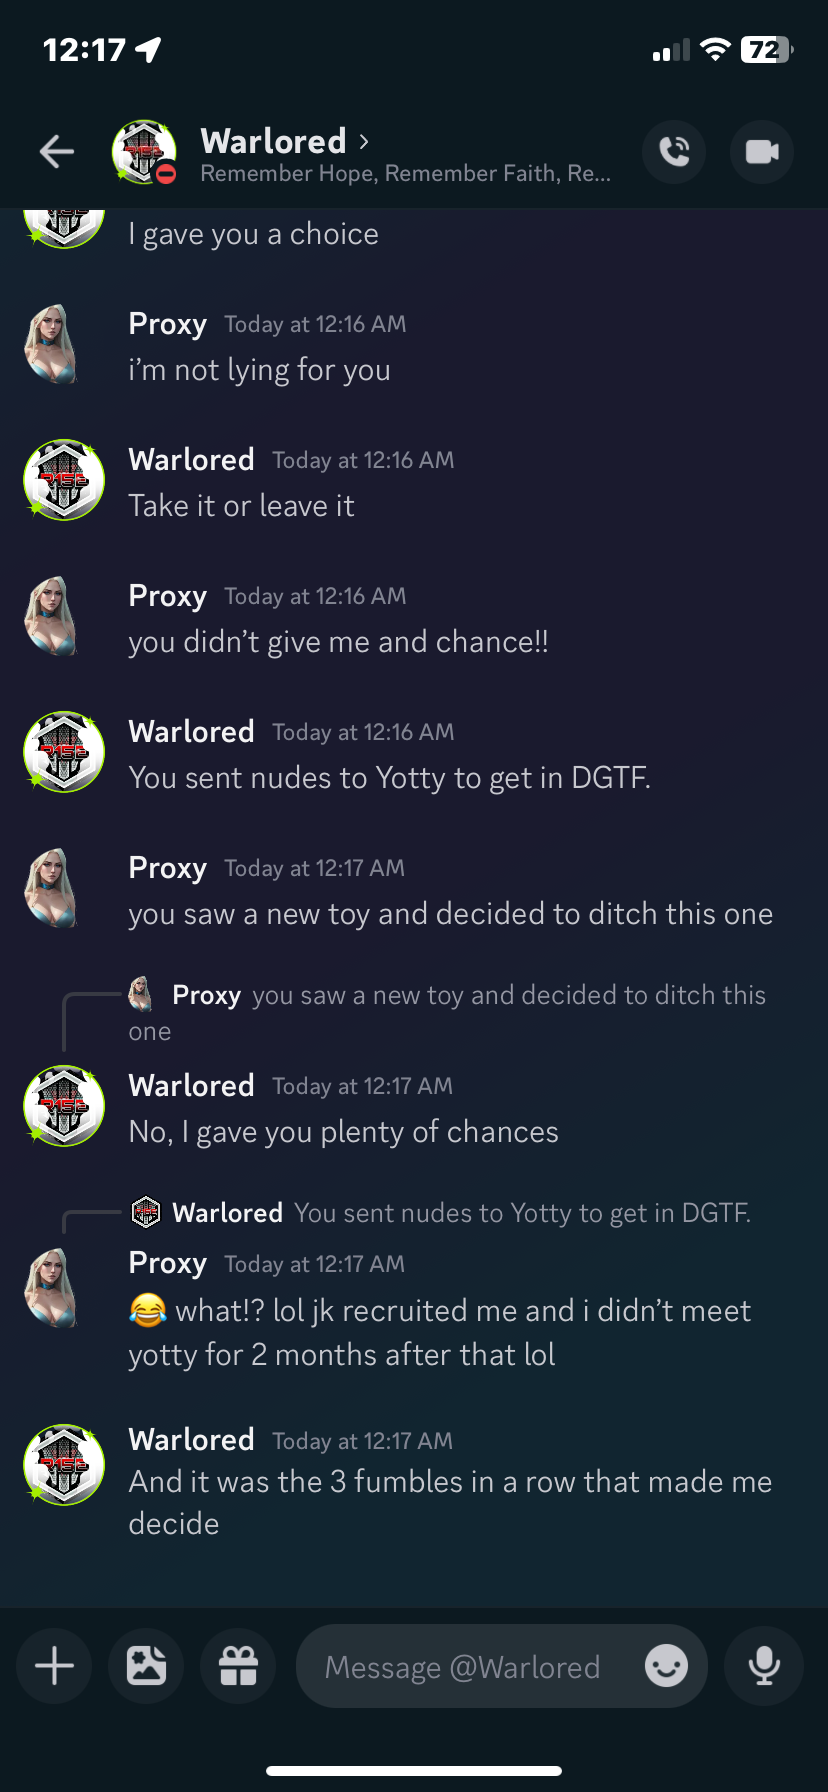 12:17
72
Warlored
Remember Hope, Remember Faith, Re...
I gave you a choice
Proxy Today at 12:16 AM
i'm not lying for you
Warlored Today at 12:16 AM
Take it or leave it
Proxy Today at 12:16 AM
you didn't give me and chance!!
Warlored Today at 12:16 AM
You sent nudes to Yotty to get in DGTF.
Proxy Today at 12:17 AM
you saw a new toy and decided to ditch this one
Proxy you saw a new toy and decided to ditch this
one
Warlored Today at 12:17 AM
No, I gave you plenty of chances
Warlored You sent nudes to Yotty to get in DGTF.
Proxy Today at 12:17 AM
😂 what!? lol jk recruited me and i didn't meet
yotty for 2 months after that lol
Warlored Today at 12:17 AM
And it was the 3 fumbles in a row that made me
decide
Message @Warlored